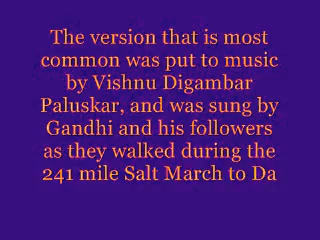 The version that is most
common was put to music
by Vishnu Digambar
Paluskar, and was sung by
Gandhi and his followers
as they walked during the
241 mile Salt March to Da